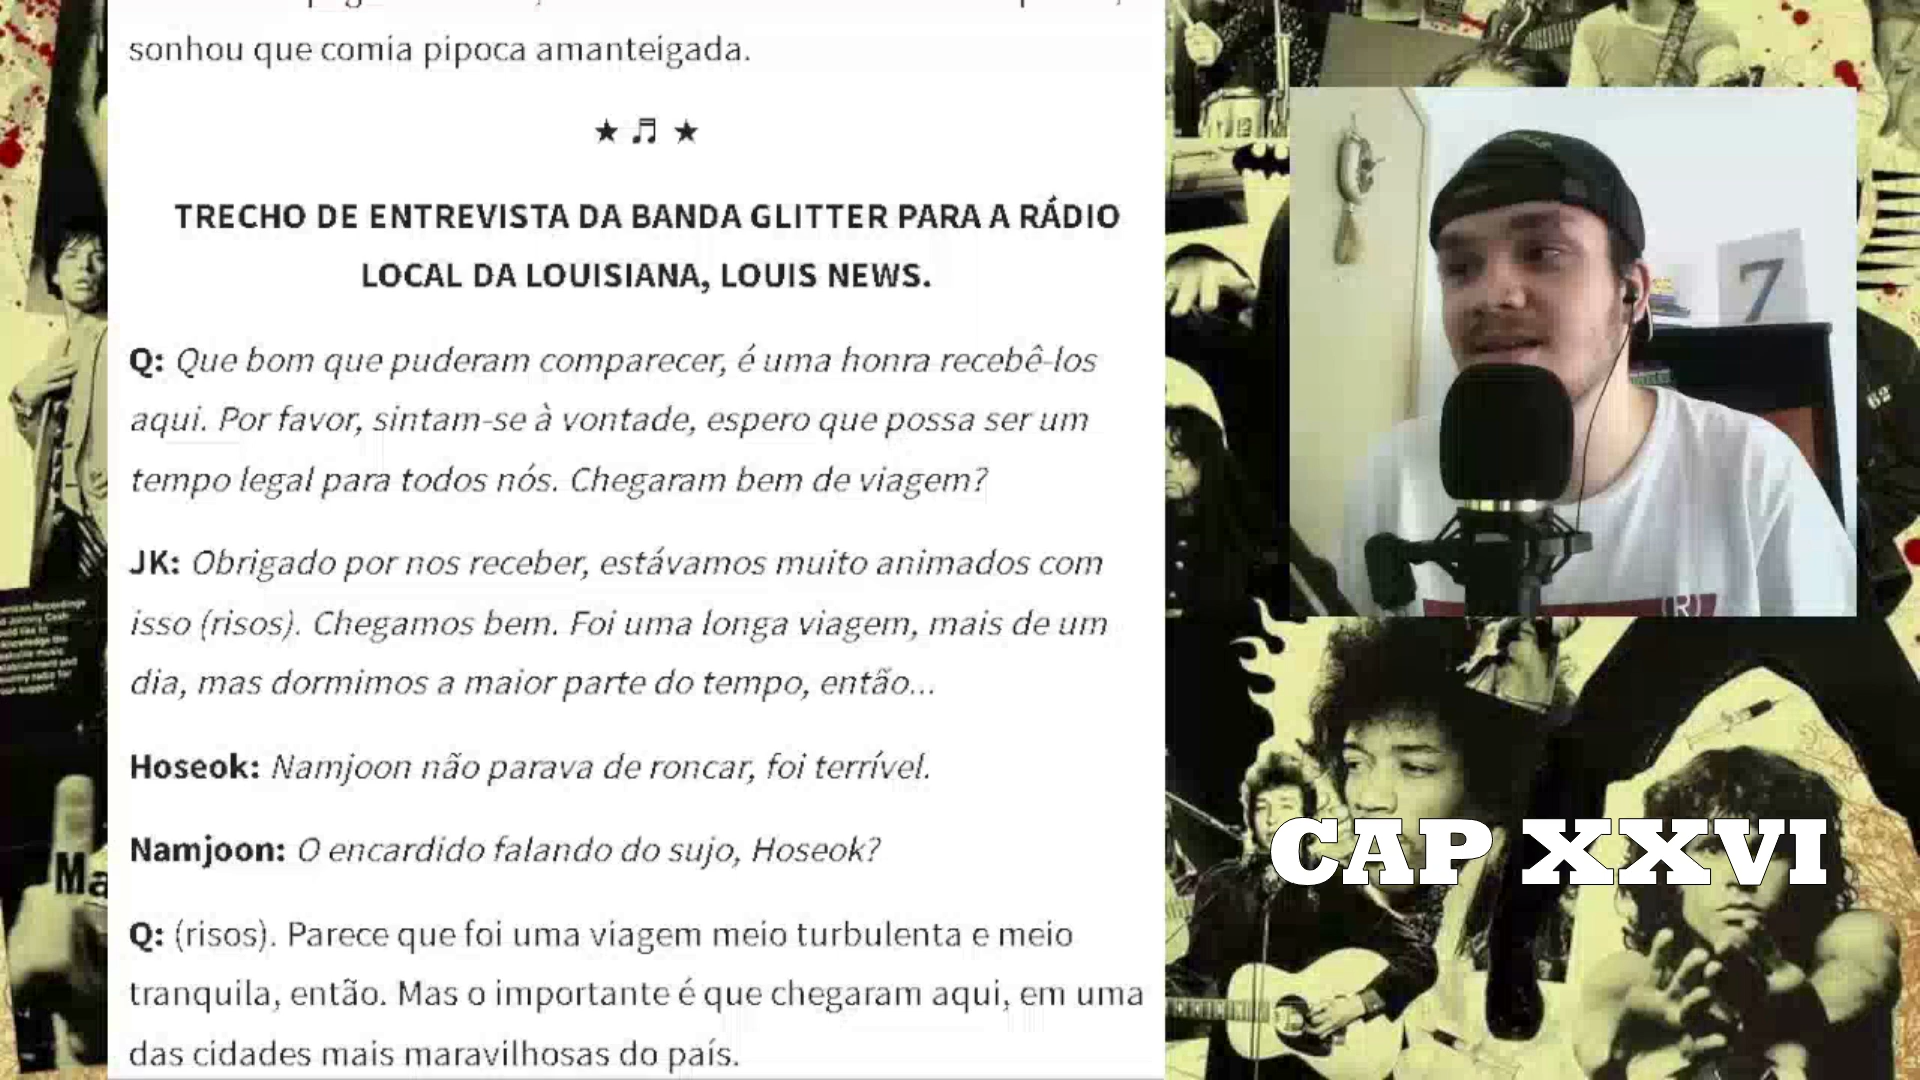 sonhou que comia pipoca amanteigada.
★ ♬ ★
TRECHO DE ENTREVISTA DA BANDA GLITTER PARA A RÁDIO
LOCAL DA LOUISIANA, LOUIS NEWS.
Q: Que bom que puderam comparecer, é uma honra recebê-los
aqui. Por favor, sintam-se à vontade, espero que possa ser um
tempo legal para todos nós. Chegaram bem de viagem?
JK: Obrigado por nos receber, estávamos muito animados com
isso (risos). Chegamos bem. Foi uma longa viagem, mais de um
dia, mas dormimos a maior parte do tempo, então...
Hoseok: Namjoon não parava de roncar, foi terrível.
Namjoon: O encardido falando do sujo, Hoseok?
Q: (risos). Parece que foi uma viagem meio turbulenta e meio
tranquila, então. Mas o importante é que chegaram aqui, em uma
das cidades mais maravilhosas do país.
7
(R)
CAP XXVI
Ma